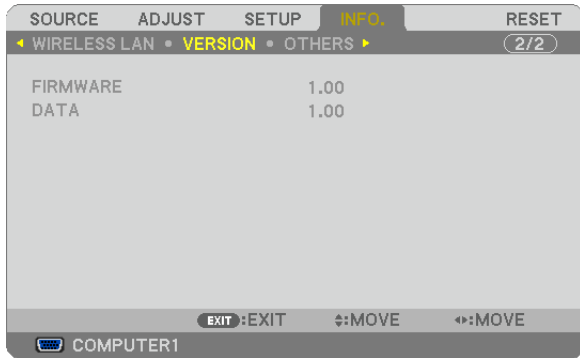 SOURCE ADJUST SETUP INFO. RESET
WIRELESS LAN • VERSION • OTHERS 2/2
FIRMWARE 1.00
DATA 1.00
EXIT :EXIT :MOVE :MOVE
COMPUTER1